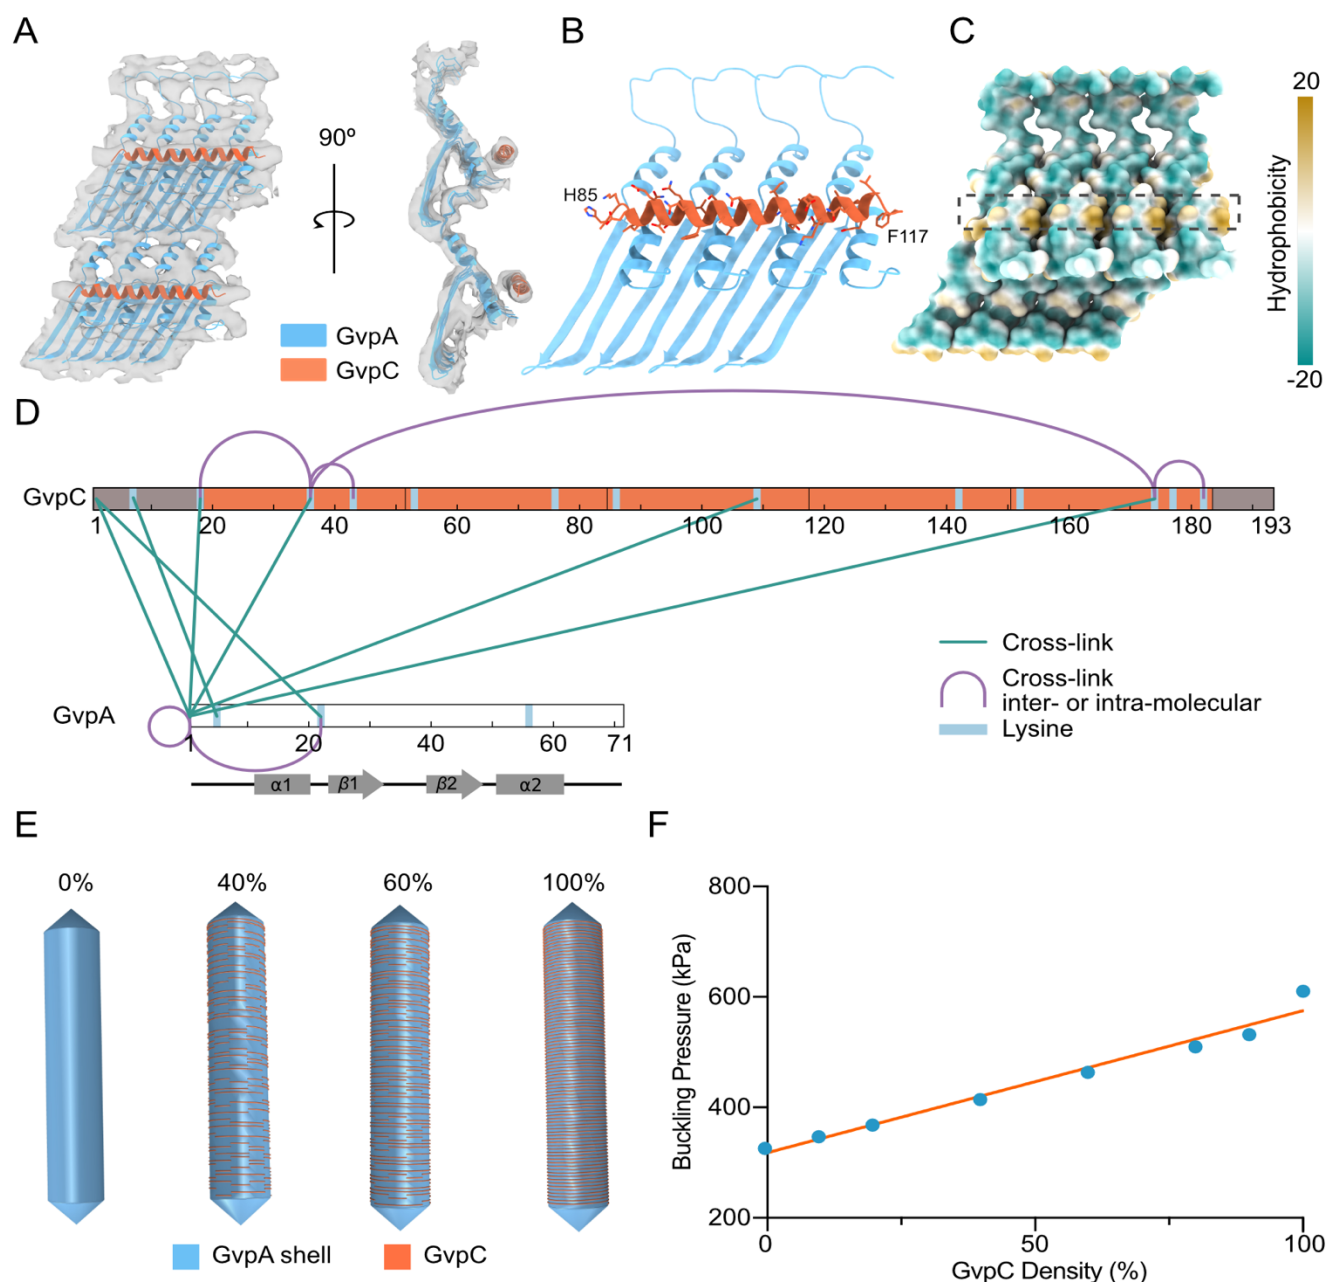 A
B
C
90º
GvpA
GvpC
H85
F117
20
Hydrophobicity
-20
D
GvpC
1 20 40 60 80 100 120 140 160 180 193
GvpA
1 20 40 60 71
α1 β1 β2 α2
Cross-link
Cross-link
inter- or intra-molecular
Lysine
E
0% 40% 60% 100%
GvpA shell
GvpC
F
800
600
400
200
Buckling Pressure (kPa)
0 50 100
GvpC Density (%)